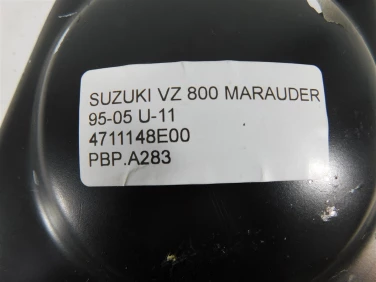 SUZUKI VZ 800 MARAUDER
95-05 U-11
4711148E00
PBP.A283